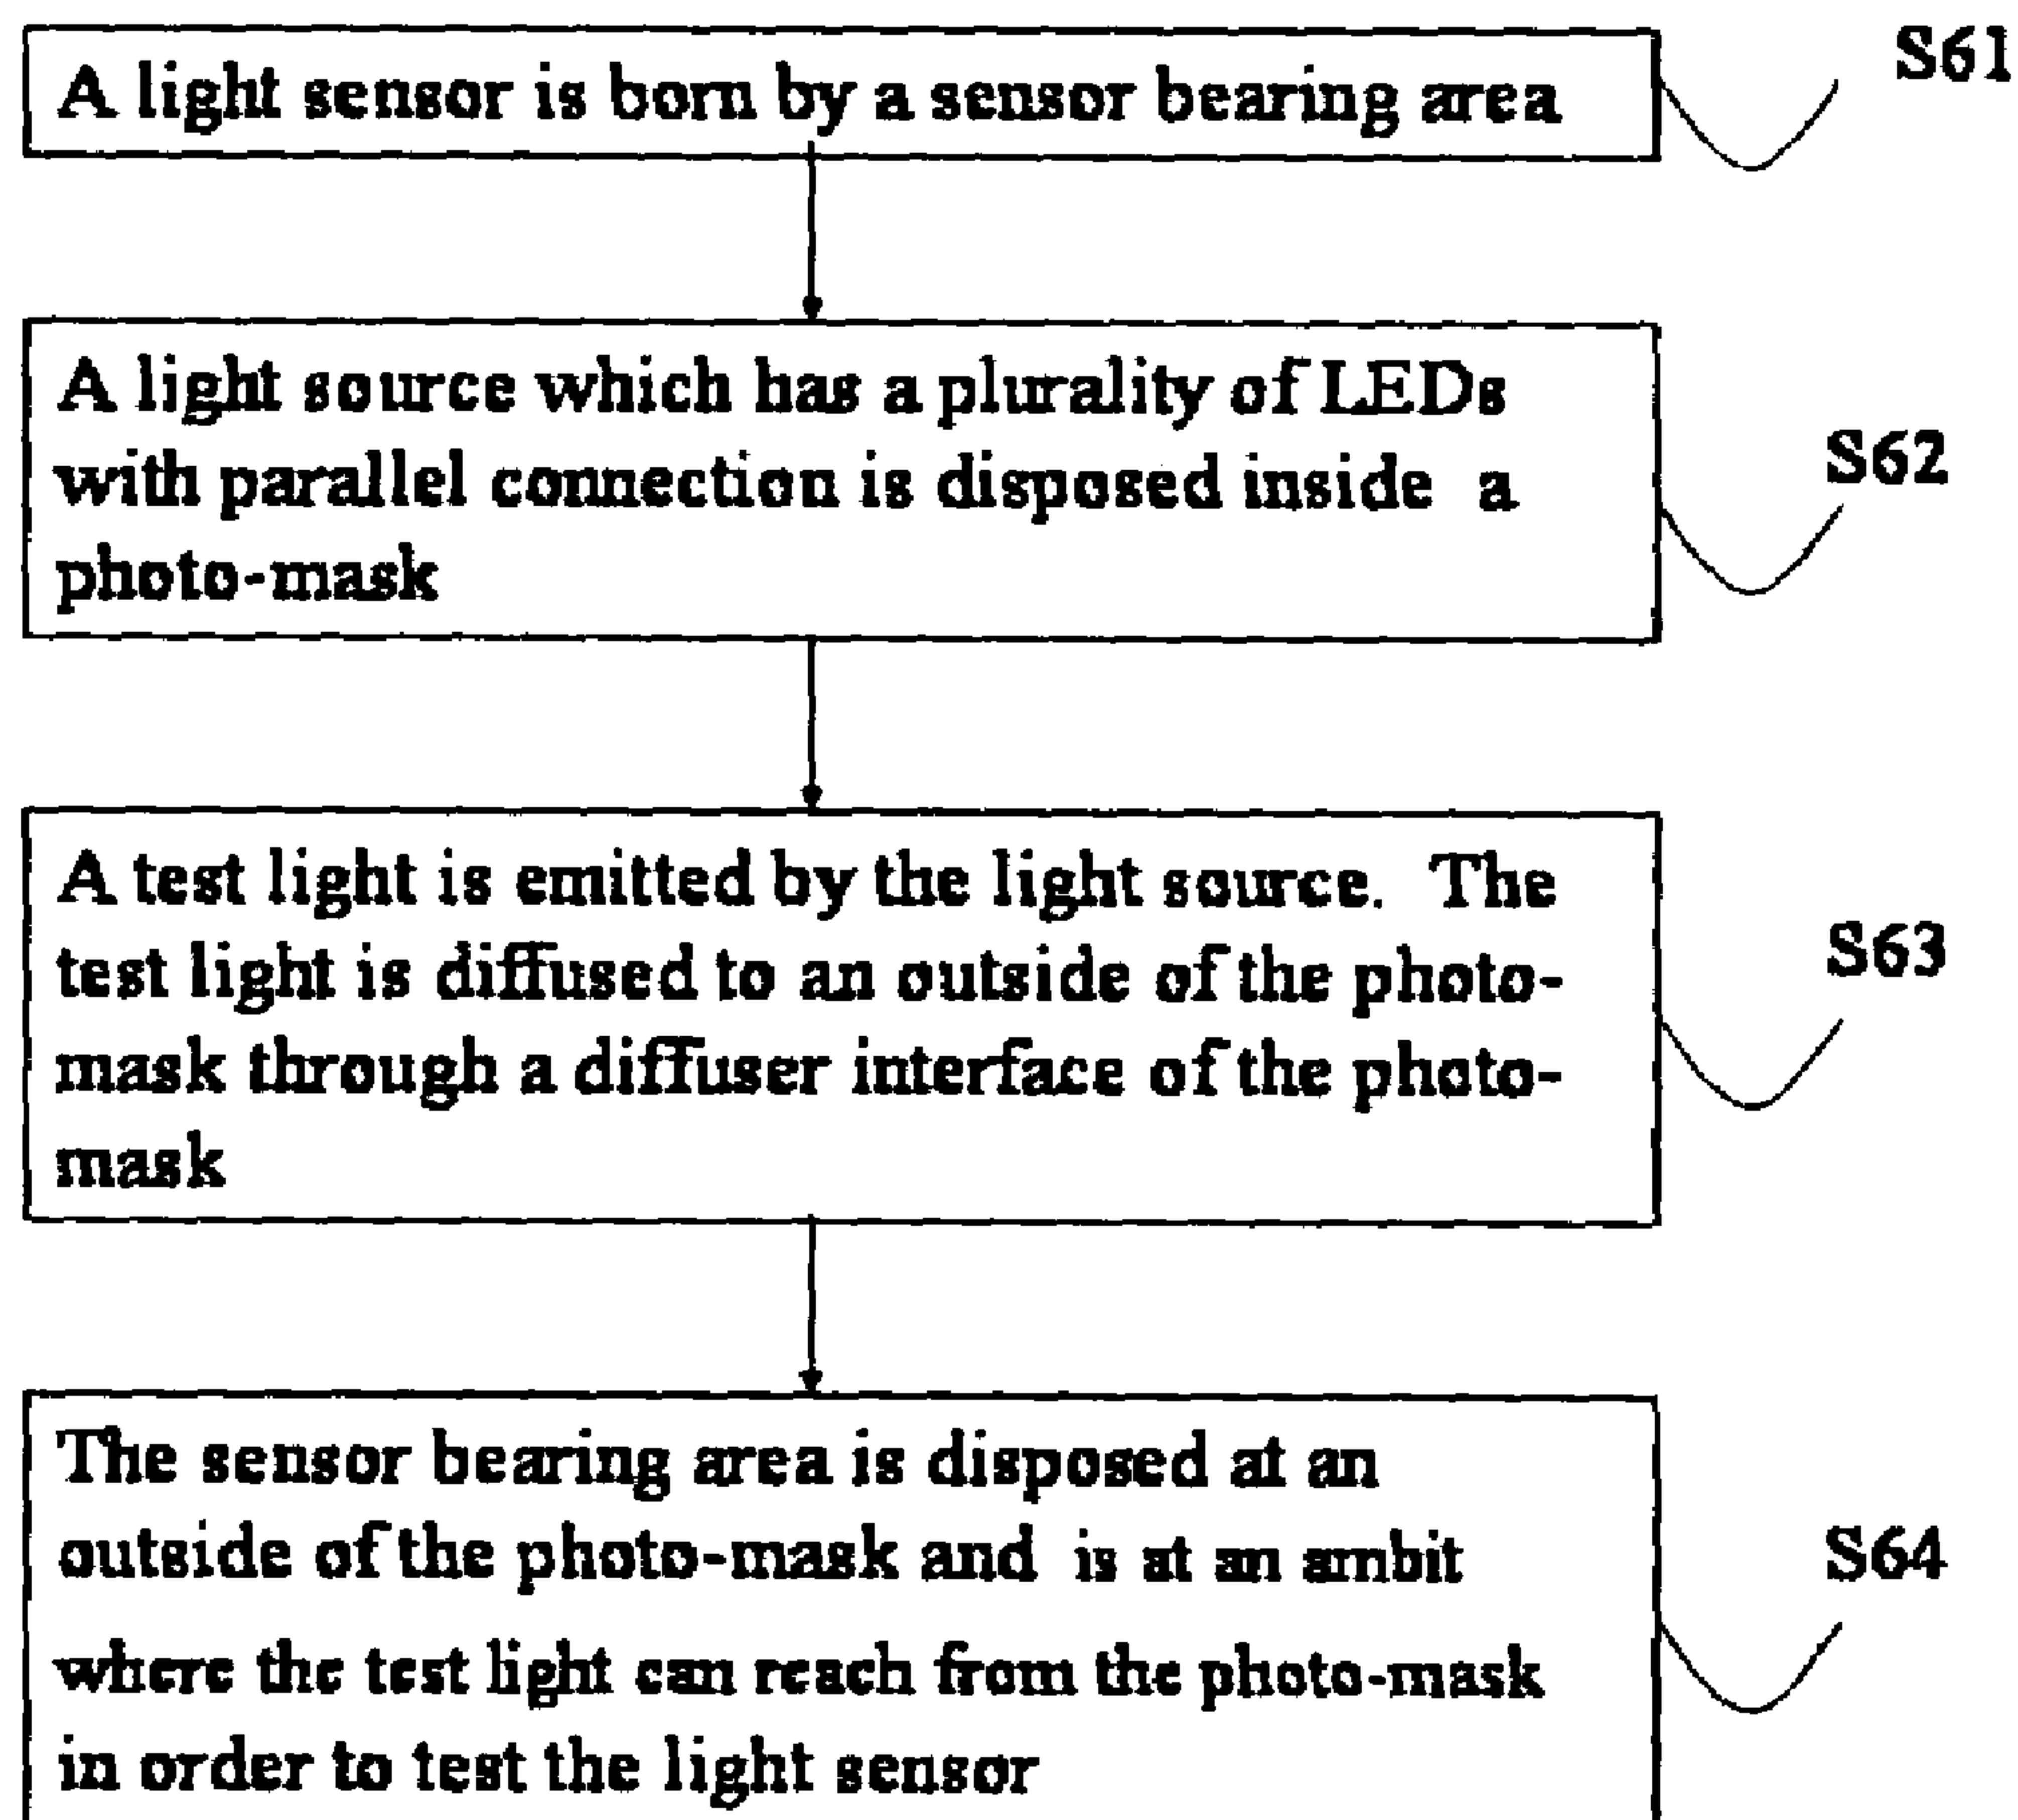 A light sensor is born by a sensor bearing area
S61
A light source which has a plurality of LEDs
with parallel connection is disposed inside a
photo-mask
S62
A test light is emitted by the light source. The
test light is diffused to an outside of the photo-
mask through a diffuser interface of the photo-
mask
S63
The sensor bearing area is disposed at an
outside of the photo-mask and is at an ambit
where the test light can reach from the photo-mask
in order to test the light sensor
S64